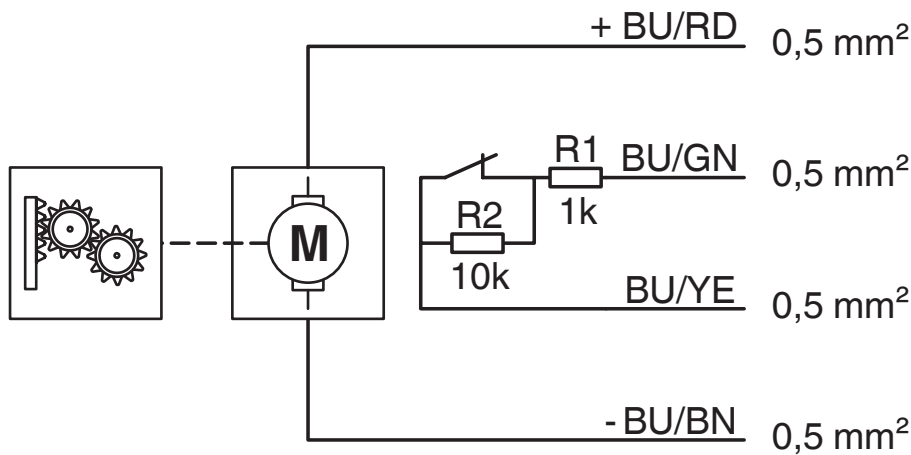 + BU/RD 0,5 mm²
R1 BU/GN 0,5 mm²
1k
R2
10k
M
BU/YE 0,5 mm²
- BU/BN 0,5 mm²